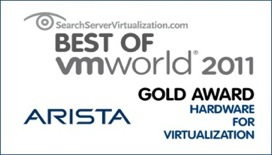 SearchServerVirtualization.com
BEST OF
vmworld® 2011
GOLD AWARD
ARISTA
HARDWARE
FOR
VIRTUALIZATION